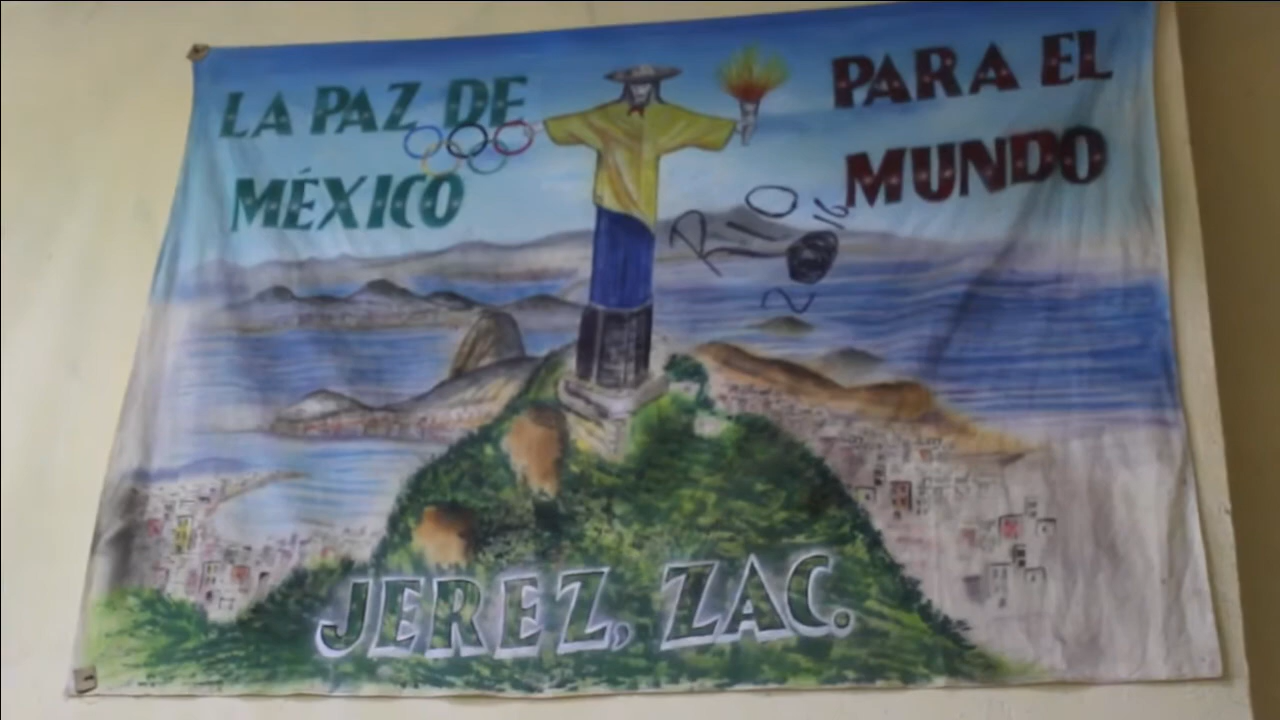 LA PAZ DE
MÉXICO
PARA EL
MUNDO
RIO
2016
JEREZ, ZAC.